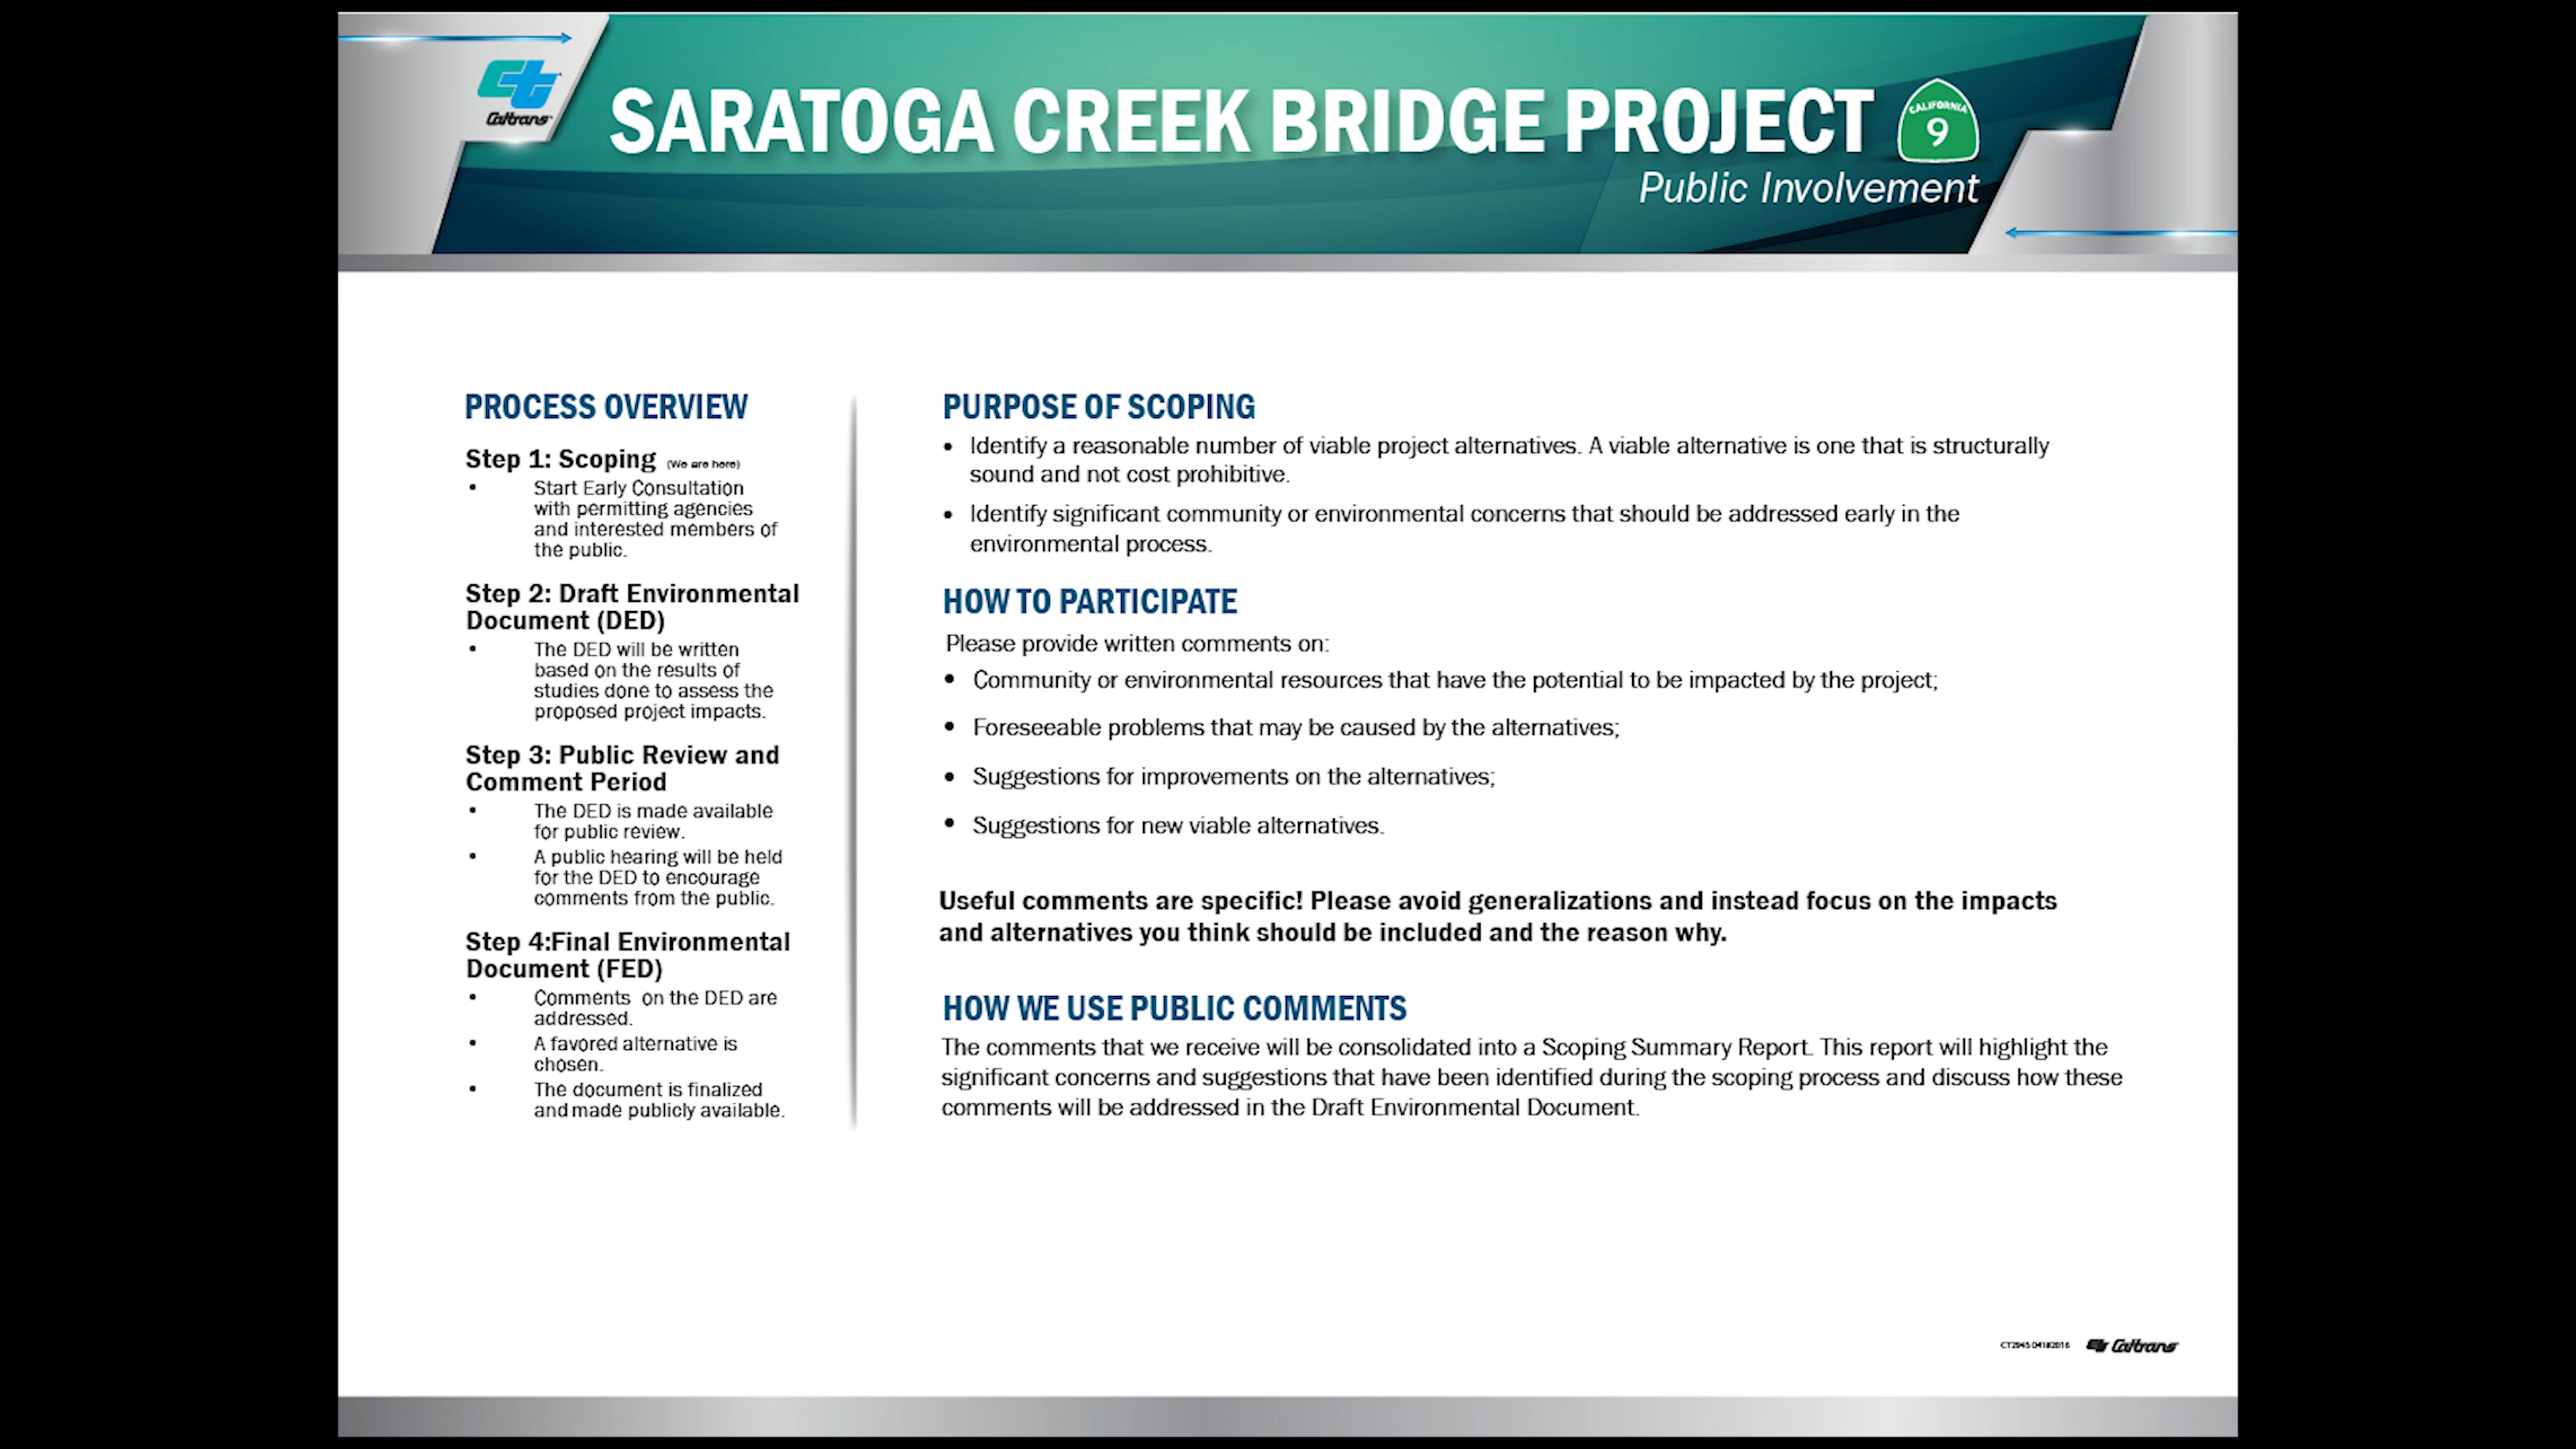 Caltrans
SARATOGA CREEK BRIDGE PROJECT
CALIFORNIA
9
Public Involvement
PROCESS OVERVIEW
Step 1: Scoping (We are here)
• Start Early Consultation
with permitting agencies
and interested members of
the public.
Step 2: Draft Environmental
Document (DED)
• The DED will be written
based on the results of
studies done to assess the
proposed project impacts.
Step 3: Public Review and
Comment Period
• The DED is made available
for public review.
• A public hearing will be held
for the DED to encourage
comments from the public.
Step 4:Final Environmental
Document (FED)
• Comments on the DED are
addressed.
• A favored alternative is
chosen.
• The document is finalized
and made publicly available.
PURPOSE OF SCOPING
• Identify a reasonable number of viable project alternatives. A viable alternative is one that is structurally
sound and not cost prohibitive.
• Identify significant community or environmental concerns that should be addressed early in the
environmental process.
HOW TO PARTICIPATE
Please provide written comments on:
• Community or environmental resources that have the potential to be impacted by the project;
• Foreseeable problems that may be caused by the alternatives;
• Suggestions for improvements on the alternatives;
• Suggestions for new viable alternatives.
Useful comments are specific! Please avoid generalizations and instead focus on the impacts
and alternatives you think should be included and the reason why.
HOW WE USE PUBLIC COMMENTS
The comments that we receive will be consolidated into a Scoping Summary Report. This report will highlight the
significant concerns and suggestions that have been identified during the scoping process and discuss how these
comments will be addressed in the Draft Environmental Document.
CT2945 04182016 Caltrans